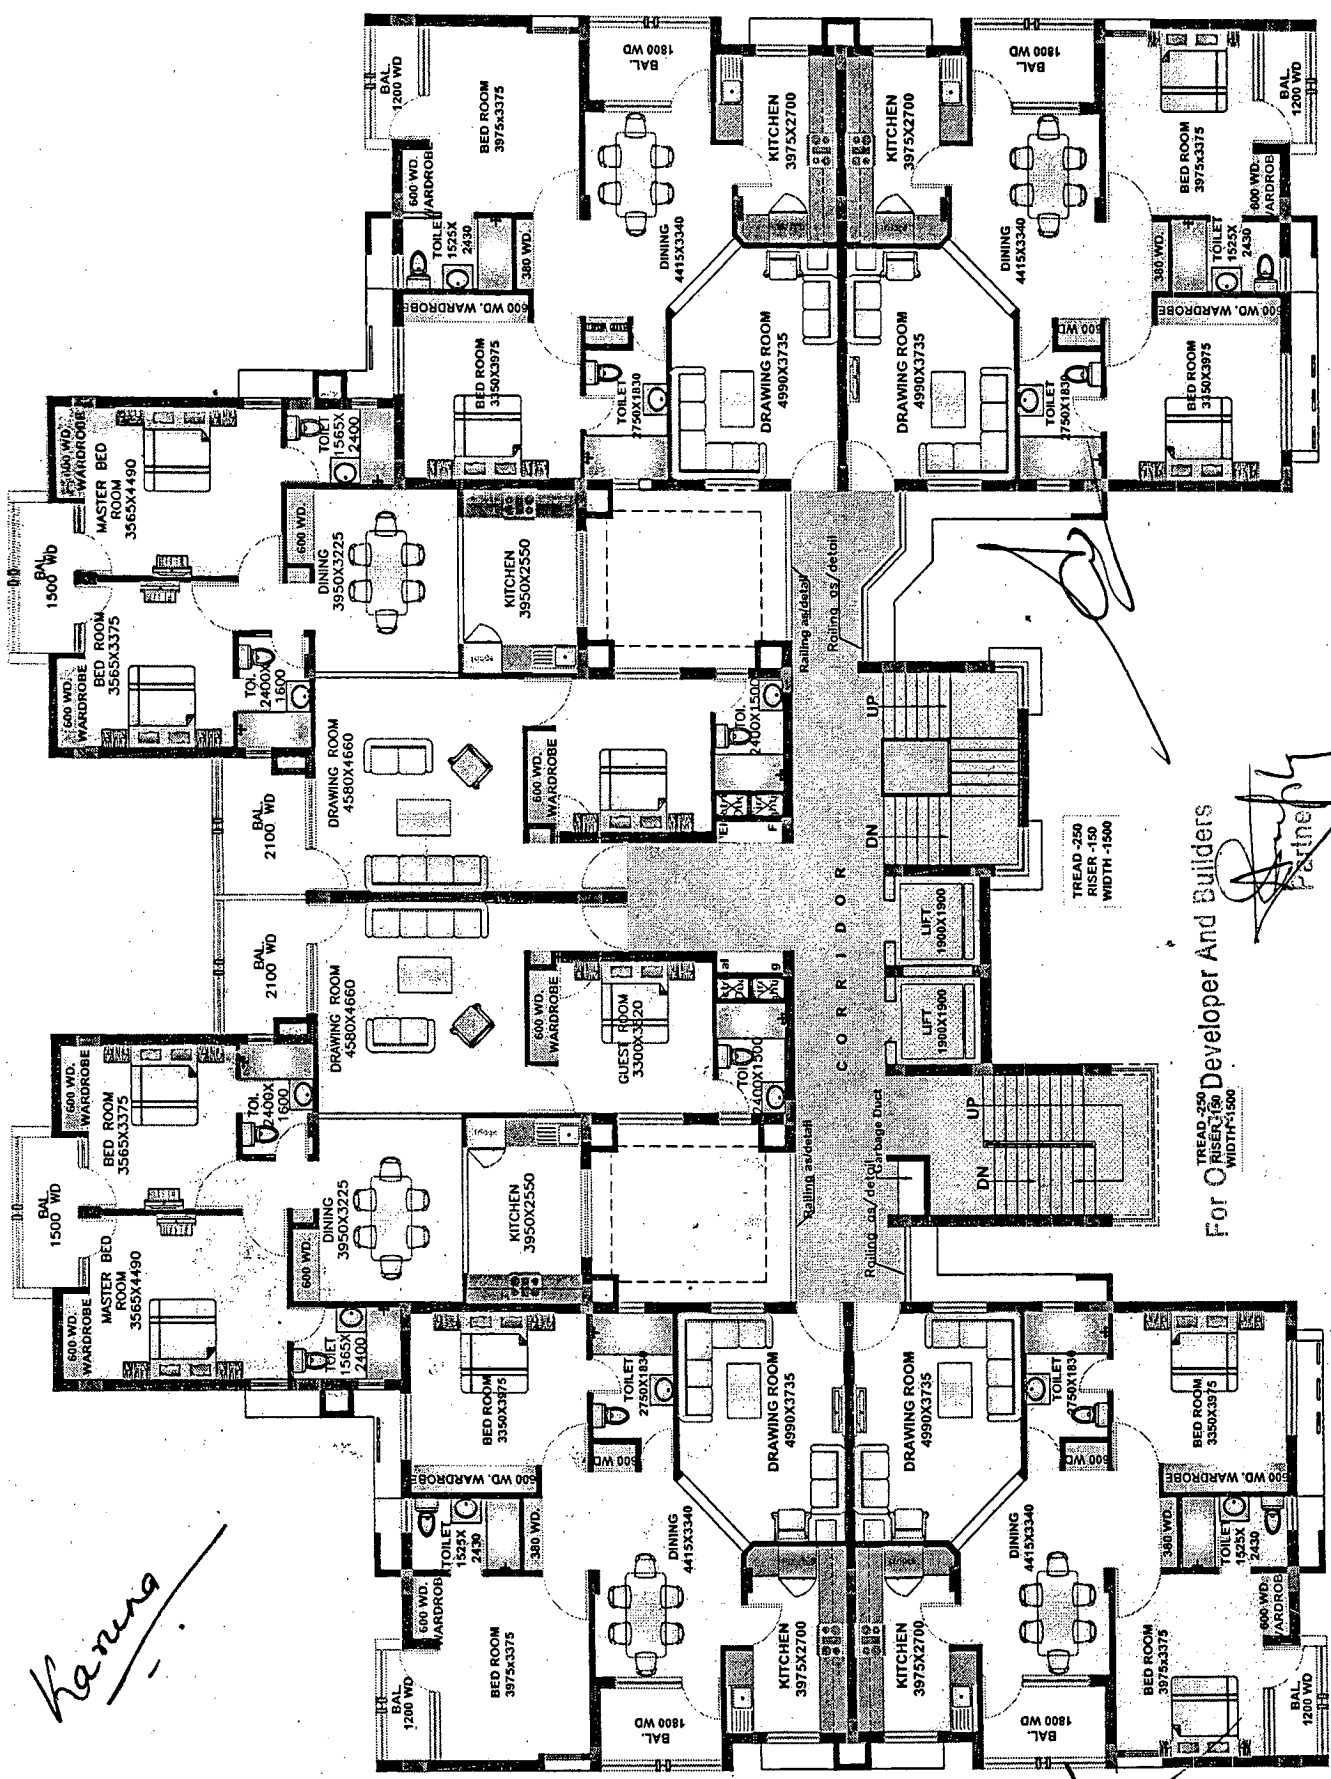 BAL.
1200 WD
BED ROOM
3975x3375
600 WD.
WARDROBE
TOILET
1525X
2430
380 WD.
600 WD. WARDROBE
BED ROOM
3350X3975
BAL.
1800 WD
DINING
4415X3340
KITCHEN
3975X2700
TOILET
2750X1830
DRAWING ROOM
4990X3735
KITCHEN
3975X2700
DRAWING ROOM
4990X3735
BAL.
1800 WD
DINING
4415X3340
600 WD
TOILET
2750X1830
BED ROOM
3975x3375
BAL.
1200 WD
600 WD.
WARDROB
380 WD.
TOILET
1525X
2430
600 WD. WARDROBE
BED ROOM
3350X3975
BAL.
1500 WD
600 WD.
WARDROBE
MASTER BED
ROOM
3565X4490
TOILET
1565X
2400
BED ROOM
3565X3375
600 WD.
WARDROBE
TOI.
2400X
1600
600 WD.
DINING
3950X3225
KITCHEN
3950X2550
BAL.
2100 WD
DRAWING ROOM
4580X4660
600 WD.
WARDROBE
TOI.
2400X1500
Railing as/detail
Railing as/detail
UP
DN
TREAD -250
RISER -150
WIDTH -1500
CORRIDOR
LIFT
1900X1900
LIFT
1900X1900
BAL.
2100 WD
DRAWING ROOM
4580X4660
600 WD.
WARDROBE
GUEST ROOM
3300X3820
TOI.
2400X1500
BAL.
1500 WD
600 WD.
WARDROBE
BED ROOM
3565X3375
TOI.
2400X
1600
MASTER BED
ROOM
3565X4490
600 WD.
WARDROBE
TOILET
1565X
2400
600 WD.
DINING
3950X3225
KITCHEN
3950X2550
Railing as/detail
Railing as/detail
Garbage Duct
UP
DN
TREAD -250
RISER -150
WIDTH -1500
For O Developer And Builders
Partner
BED ROOM
3350X3975
600 WD. WARDROBE
TOILET
1525X
2430
380 WD.
600 WD.
WARDROBE
BAL.
1200 WD
BED ROOM
3975x3375
TOILET
2750X1830
600 WD
DINING
4415X3340
BAL.
1800 WD
DRAWING ROOM
4990X3735
KITCHEN
3975X2700
DRAWING ROOM
4990X3735
KITCHEN
3975X2700
TOILET
2750X1830
DINING
4415X3340
BAL.
1800 WD
BED ROOM
3350X3975
600 WD. WARDROBE
380 WD.
TOILET
1525X
2430
600 WD.
WARDROB
BED ROOM
3975x3375
BAL.
1200 WD
Karuna